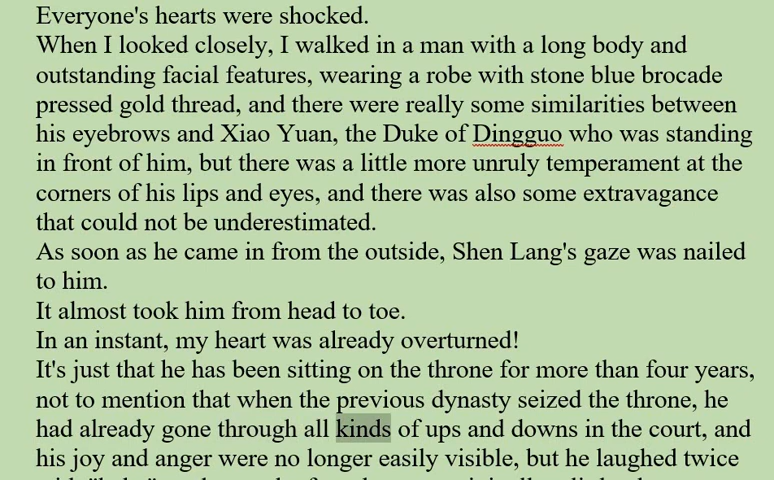 Everyone's hearts were shocked.
When I looked closely, I walked in a man with a long body and
outstanding facial features, wearing a robe with stone blue brocade
pressed gold thread, and there were really some similarities between
his eyebrows and Xiao Yuan, the Duke of Dingguo who was standing
in front of him, but there was a little more unruly temperament at the
corners of his lips and eyes, and there was also some extravagance
that could not be underestimated.
As soon as he came in from the outside, Shen Lang's gaze was nailed
to him.
It almost took him from head to toe.
In an instant, my heart was already overturned!
It's just that he has been sitting on the throne for more than four years,
not to mention that when the previous dynasty seized the throne, he
had already gone through all kinds of ups and downs in the court, and
his joy and anger were no longer easily visible, but he laughed twice